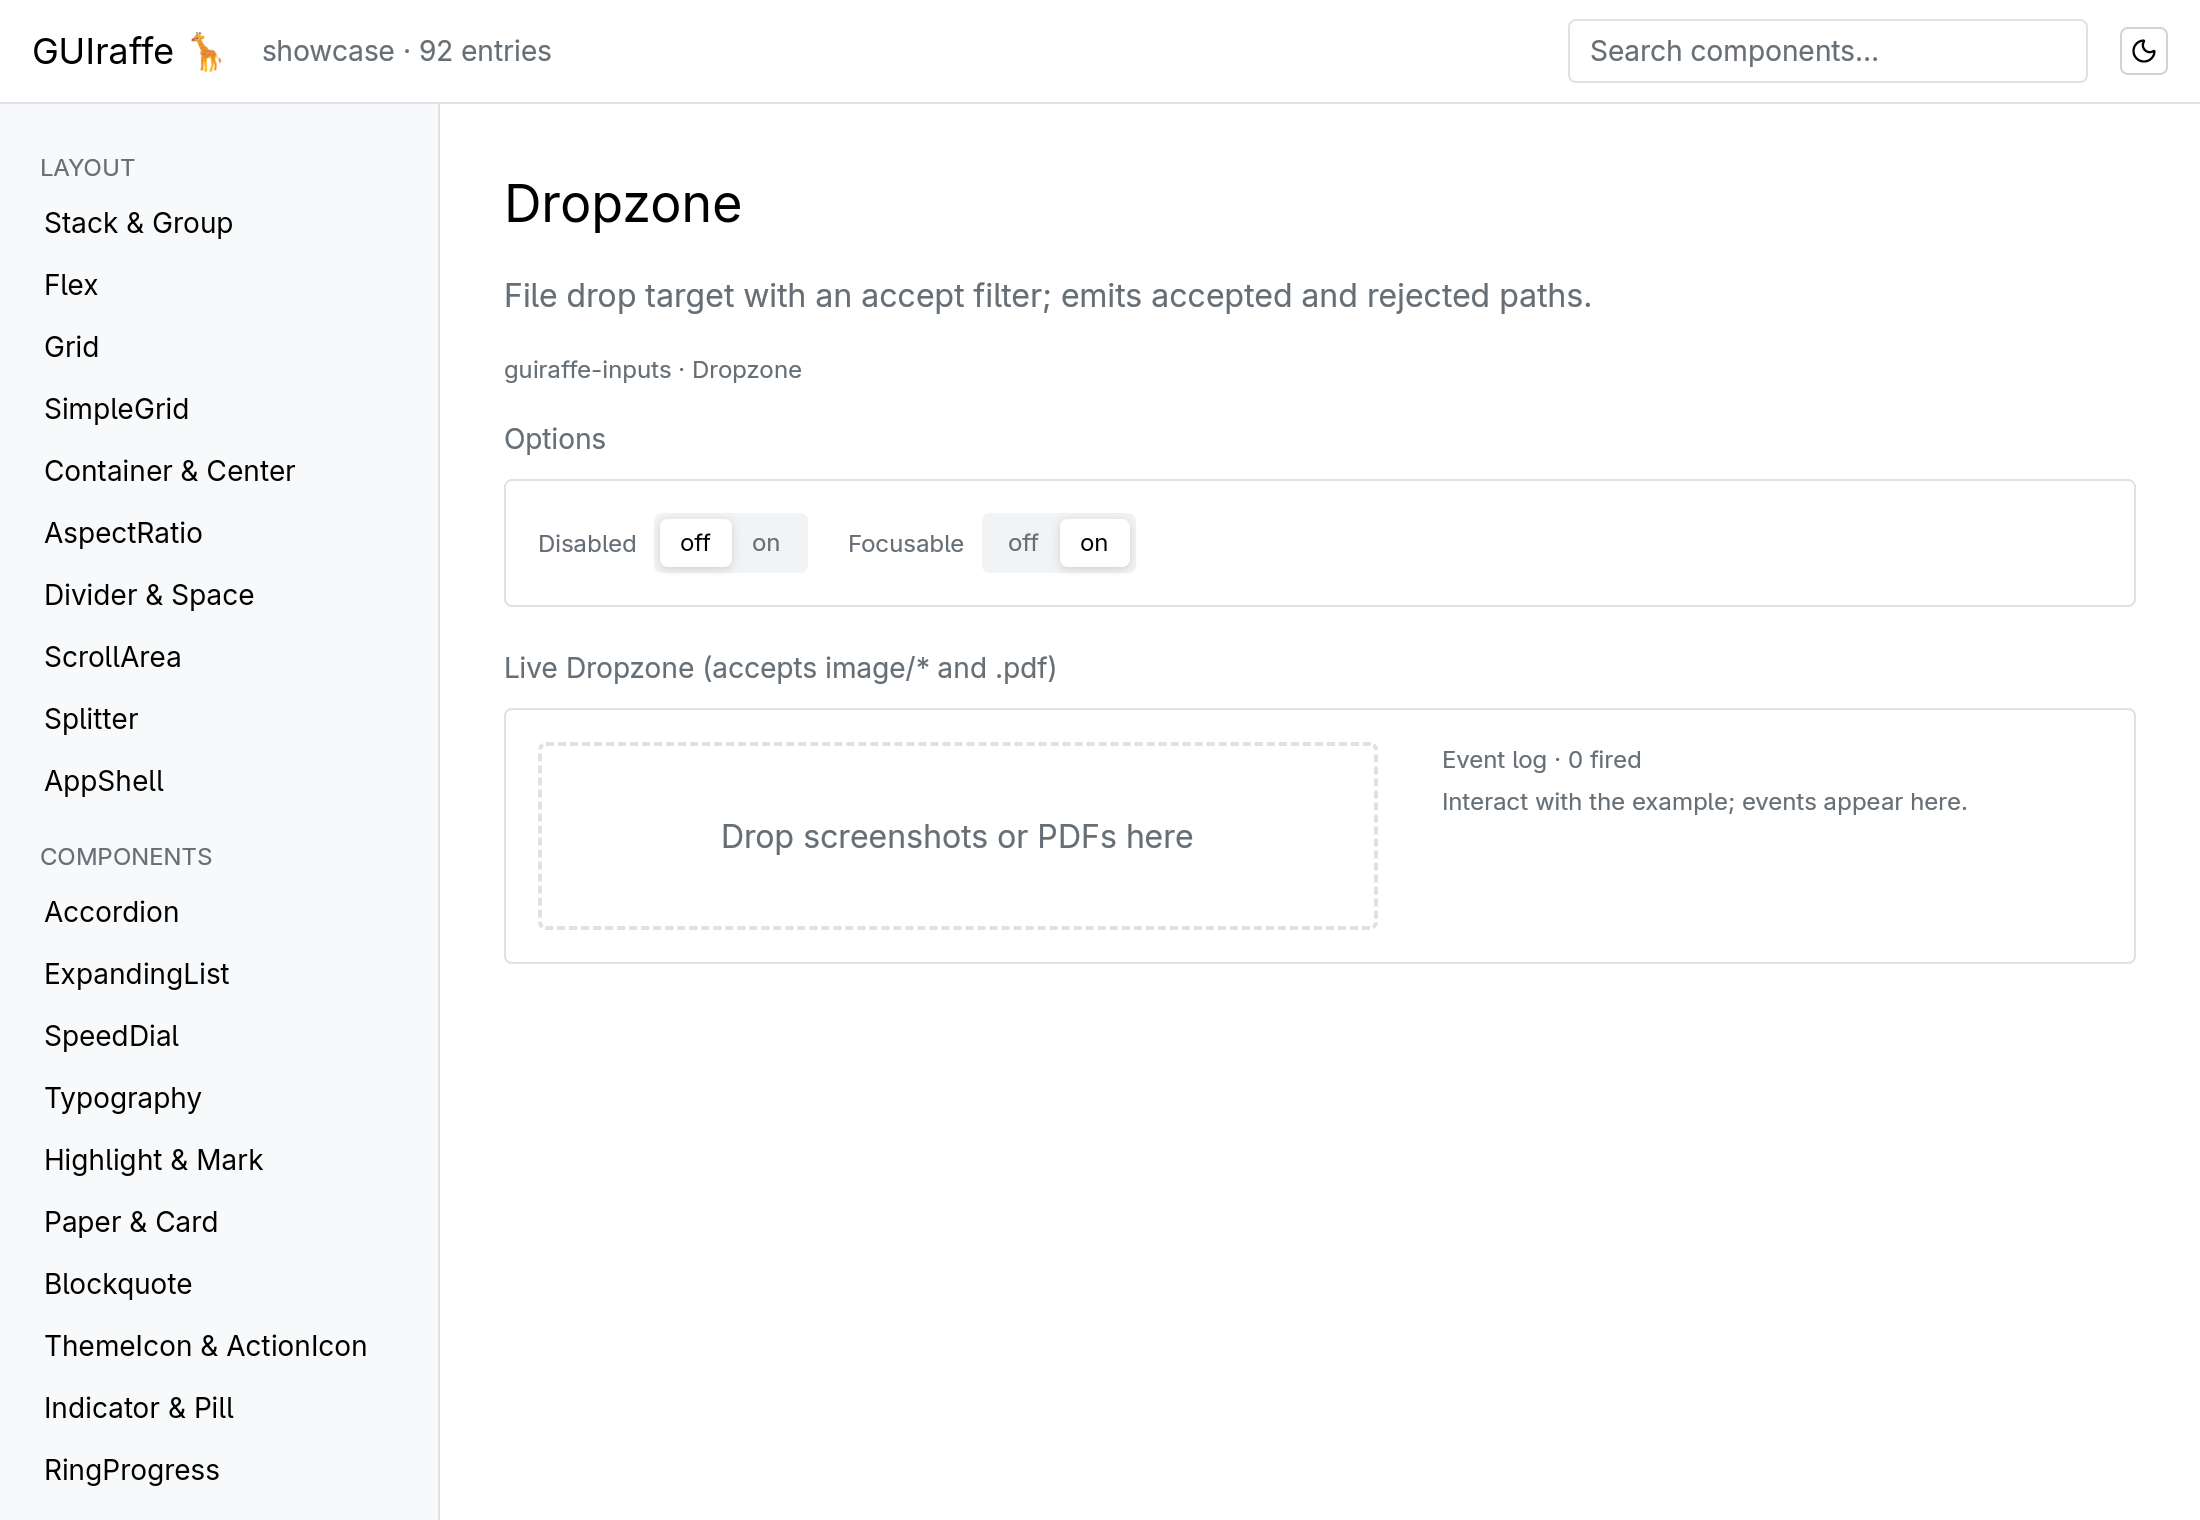 GUIraffe 🦒 showcase · 92 entries
Search components...
LAYOUT
Stack & Group
Flex
Grid
SimpleGrid
Container & Center
AspectRatio
Divider & Space
ScrollArea
Splitter
AppShell
COMPONENTS
Accordion
ExpandingList
SpeedDial
Typography
Highlight & Mark
Paper & Card
Blockquote
ThemeIcon & ActionIcon
Indicator & Pill
RingProgress
Dropzone
File drop target with an accept filter; emits accepted and rejected paths.
guiraffe-inputs · Dropzone
Options
Disabled off on Focusable off on
Live Dropzone (accepts image/* and .pdf)
Drop screenshots or PDFs here
Event log · 0 fired
Interact with the example; events appear here.